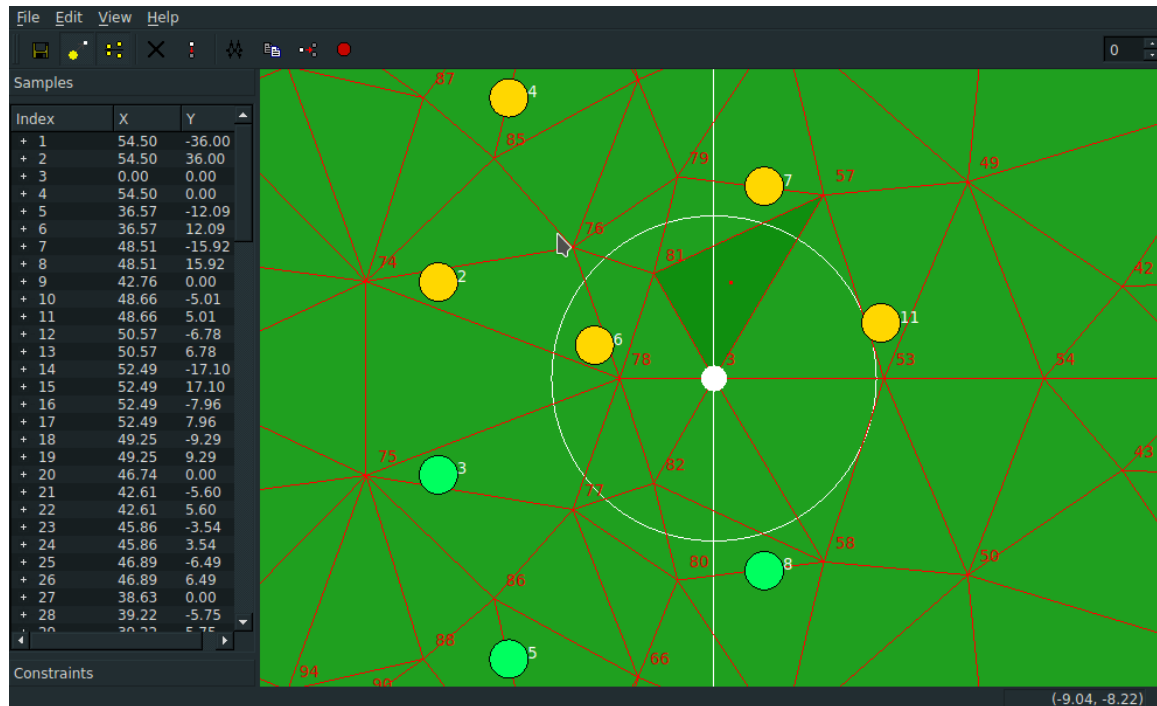 File Edit View Help
0
Samples
Index X Y
+ 1 54.50 -36.00
+ 2 54.50 36.00
+ 3 0.00 0.00
+ 4 54.50 0.00
+ 5 36.57 -12.09
+ 6 36.57 12.09
+ 7 48.51 -15.92
+ 8 48.51 15.92
+ 9 42.76 0.00
+ 10 48.66 -5.01
+ 11 48.66 5.01
+ 12 50.57 -6.78
+ 13 50.57 6.78
+ 14 52.49 -17.10
+ 15 52.49 17.10
+ 16 52.49 -7.96
+ 17 52.49 7.96
+ 18 49.25 -9.29
+ 19 49.25 9.29
+ 20 46.74 0.00
+ 21 42.61 -5.60
+ 22 42.61 5.60
+ 23 45.86 -3.54
+ 24 45.86 3.54
+ 25 46.89 -6.49
+ 26 46.89 6.49
+ 27 38.63 0.00
+ 28 39.22 -5.75
Constraints
87
4
85
79
49
7
57
76
81
74
42
2
11
6
78
3
53
54
75
3
82
43
77
58
80
50
8
86
88
5
66
94
90
(-9.04, -8.22)